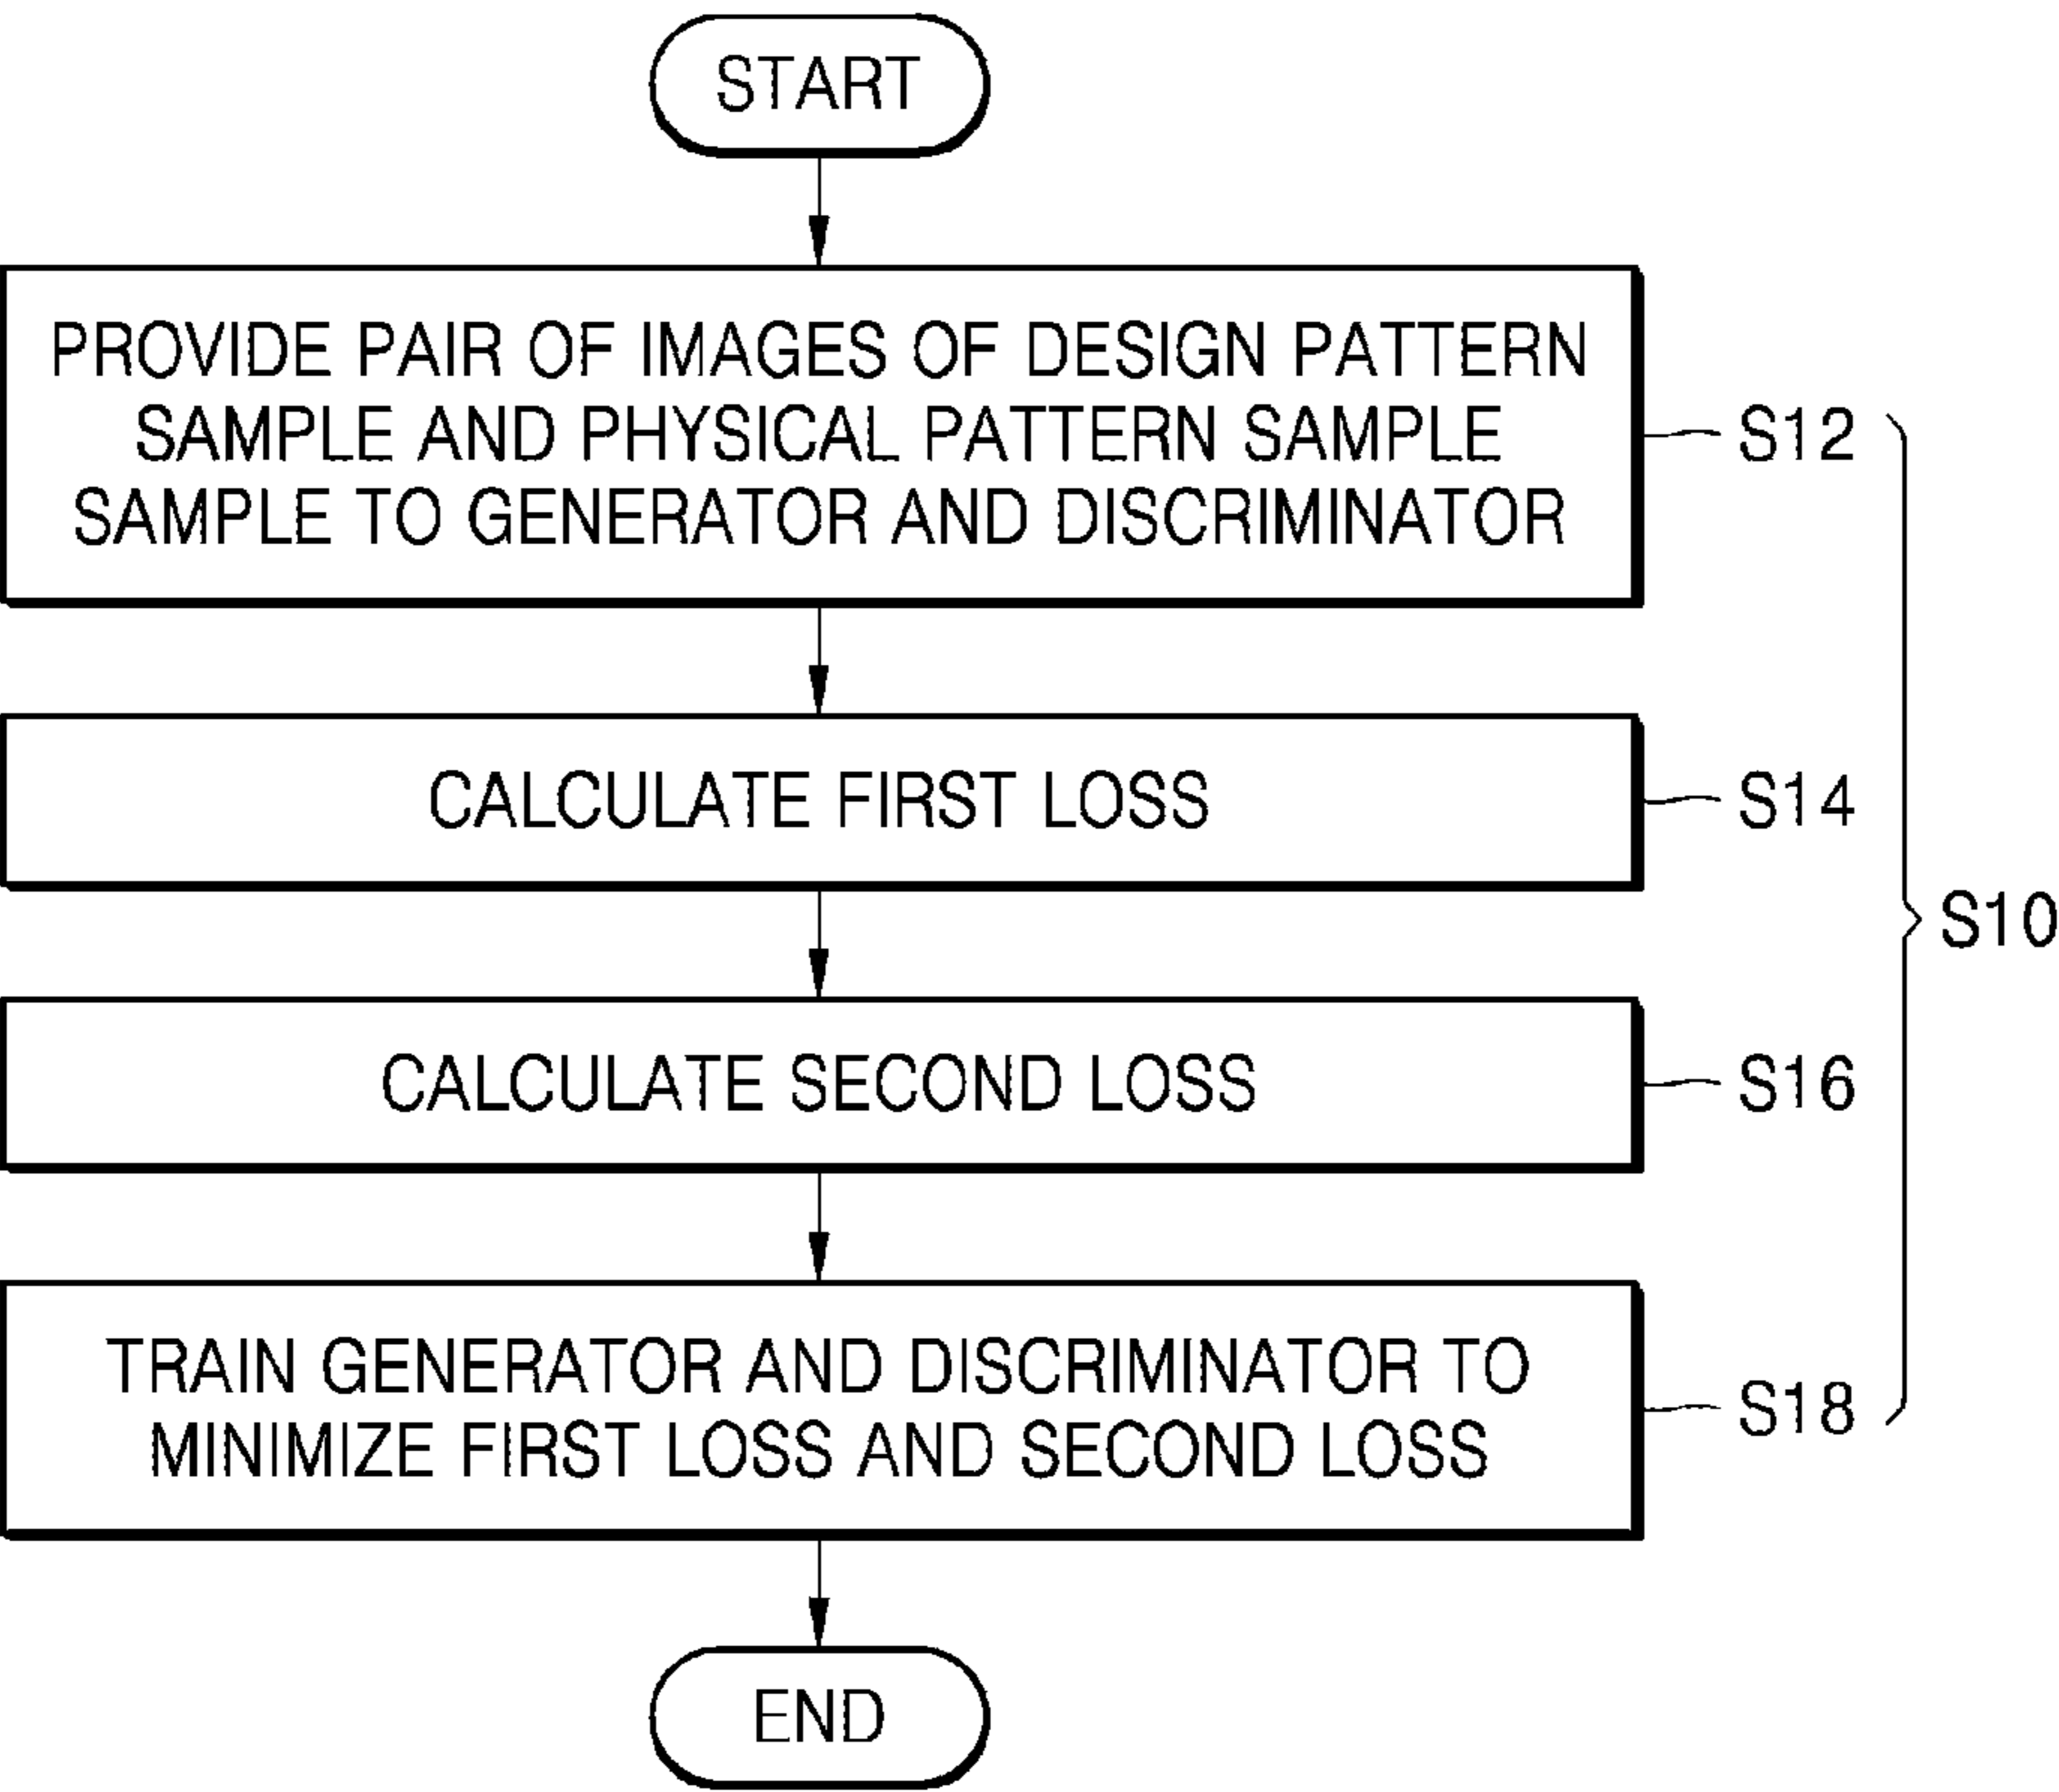 START
PROVIDE PAIR OF IMAGES OF DESIGN PATTERN
SAMPLE AND PHYSICAL PATTERN SAMPLE
SAMPLE TO GENERATOR AND DISCRIMINATOR
S12
CALCULATE FIRST LOSS
S14
S10
CALCULATE SECOND LOSS
S16
TRAIN GENERATOR AND DISCRIMINATOR TO
MINIMIZE FIRST LOSS AND SECOND LOSS
S18
END